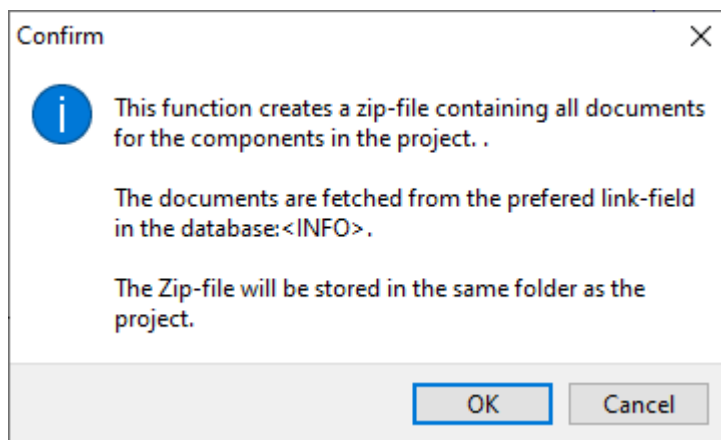 Confirm
This function creates a zip-file containing all documents
for the components in the project. .
The documents are fetched from the prefered link-field
in the database:<INFO>.
The Zip-file will be stored in the same folder as the
project.
OK
Cancel